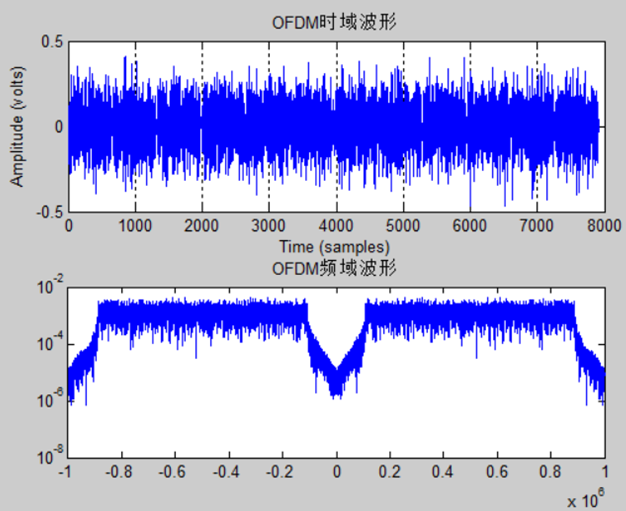 OFDM时域波形
0.5
0
-0.5
Amplitude (volts)
0 1000 2000 3000 4000 5000 6000 7000 8000
Time (samples)
OFDM频域波形
10^-2
10^-4
10^-6
10^-8
-1 -0.8 -0.6 -0.4 -0.2 0 0.2 0.4 0.6 0.8 1
x 10^6